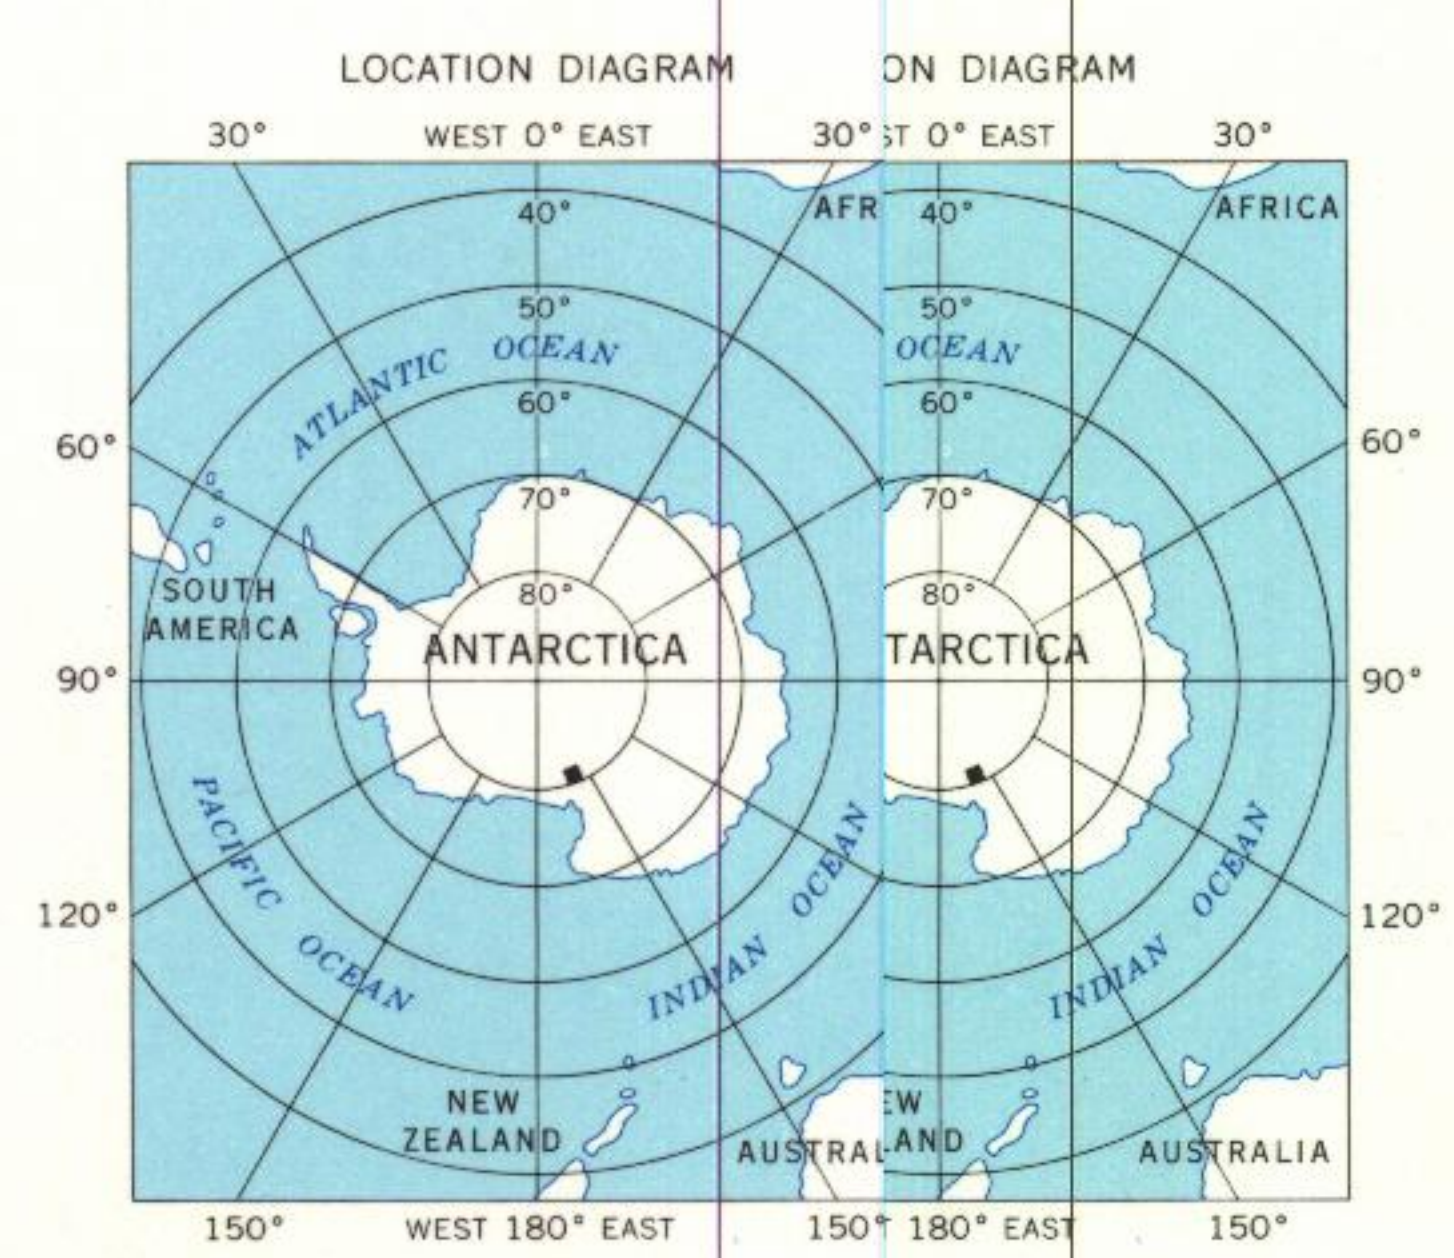 LOCATION DIAGRAM
ON DIAGRAM
30° WEST 0° EAST 30°
ST 0° EAST 30°
AFR
AFRICA
40° 40°
50° 50°
ATLANTIC OCEAN
OCEAN
60° 60°
60° 60°
70° 70°
80° 80°
SOUTH
AMERICA
ANTARCTICA
TARCTICA
90° 90°
PACIFIC OCEAN
INDIAN OCEAN
INDIAN OCEAN
120° 120°
NEW
ZEALAND
EW
LAND
AUSTRAL
AUSTRALIA
150° WEST 180° EAST 150°
180° EAST 150°